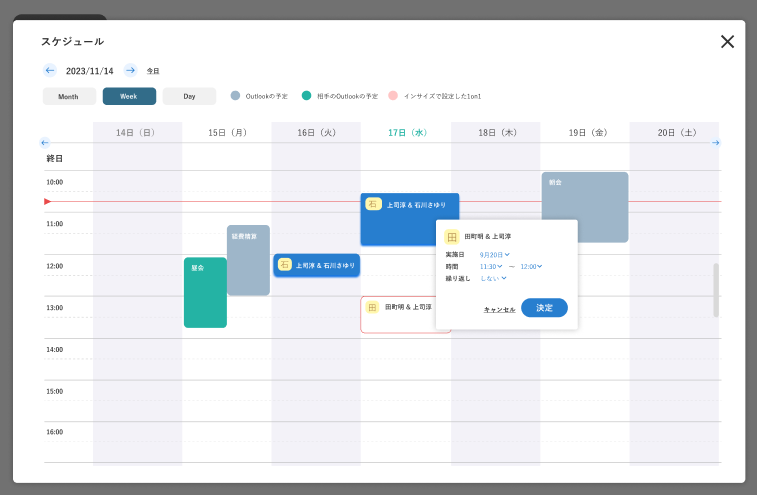 スケジュール
2023/11/14 今日
Month Week Day Outlookの予定 相手のOutlookの予定 インサイズで設定した1on1
14日（日） 15日（月） 16日（火） 17日（水） 18日（木） 19日（金） 20日（土）
終日
10:00
朝会
石 上司淳 & 石川さゆり
11:00
経費精算
田 田町明 & 上司淳
実施日 9月20日
12:00
昼会
石 上司淳 & 石川さゆり
時間 11:30 〜 12:00
繰り返し しない
13:00
田 田町明 & 上司淳
キャンセル 決定
14:00
15:00
16:00